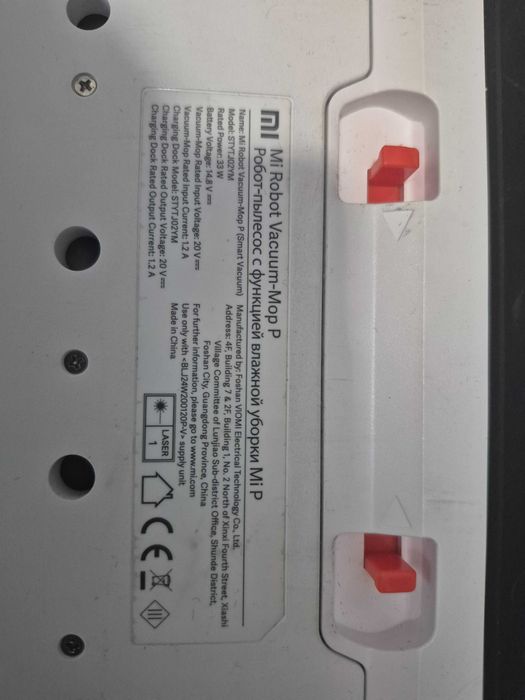 mi Mi Robot Vacuum-Mop P
Робот-пылесос с функцией влажной уборки Mi P
Name: Mi Robot Vacuum-Mop P (Smart Vacuum)
Model: STYTJ02YM
Rated Power: 33 W
Battery Voltage: 14.8 V ⎓
Vacuum-Mop Rated Input Voltage: 20 V ⎓
Vacuum-Mop Rated Input Current: 1.2 A
Charging Dock Model: STYTJ02YM
Charging Dock Rated Output Voltage: 20 V ⎓
Charging Dock Rated Output Current: 1.2 A
Manufactured by: Foshan VIOMI Electrical Technology Co., Ltd.
Address: 4F, Building 7 & 2F, Building 1, No. 2 North of Xinxi Fourth Street, Xiashi
Village Committee of Lunjiao Sub-district Office, Shunde District,
Foshan City, Guangdong Province, China
For further information, please go to www.mi.com
Use only with <BLJ24W200120P-V> supply unit
Made in China
LASER
1
CE